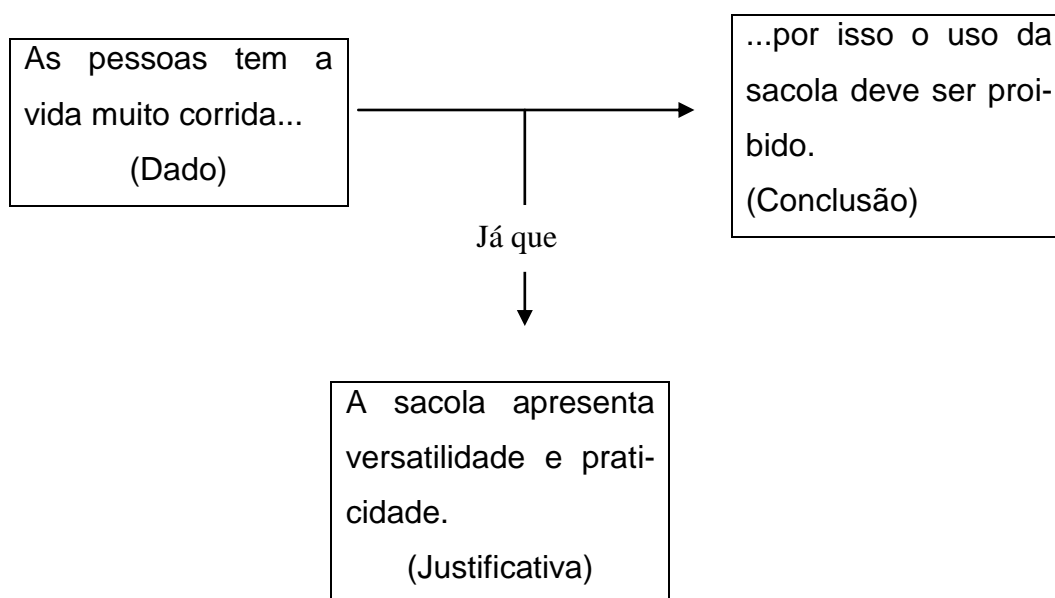 As pessoas tem a
vida muito corrida...
(Dado)
...por isso o uso da
sacola deve ser proi-
bido.
(Conclusão)
Já que
A sacola apresenta
versatilidade e prati-
cidade.
(Justificativa)